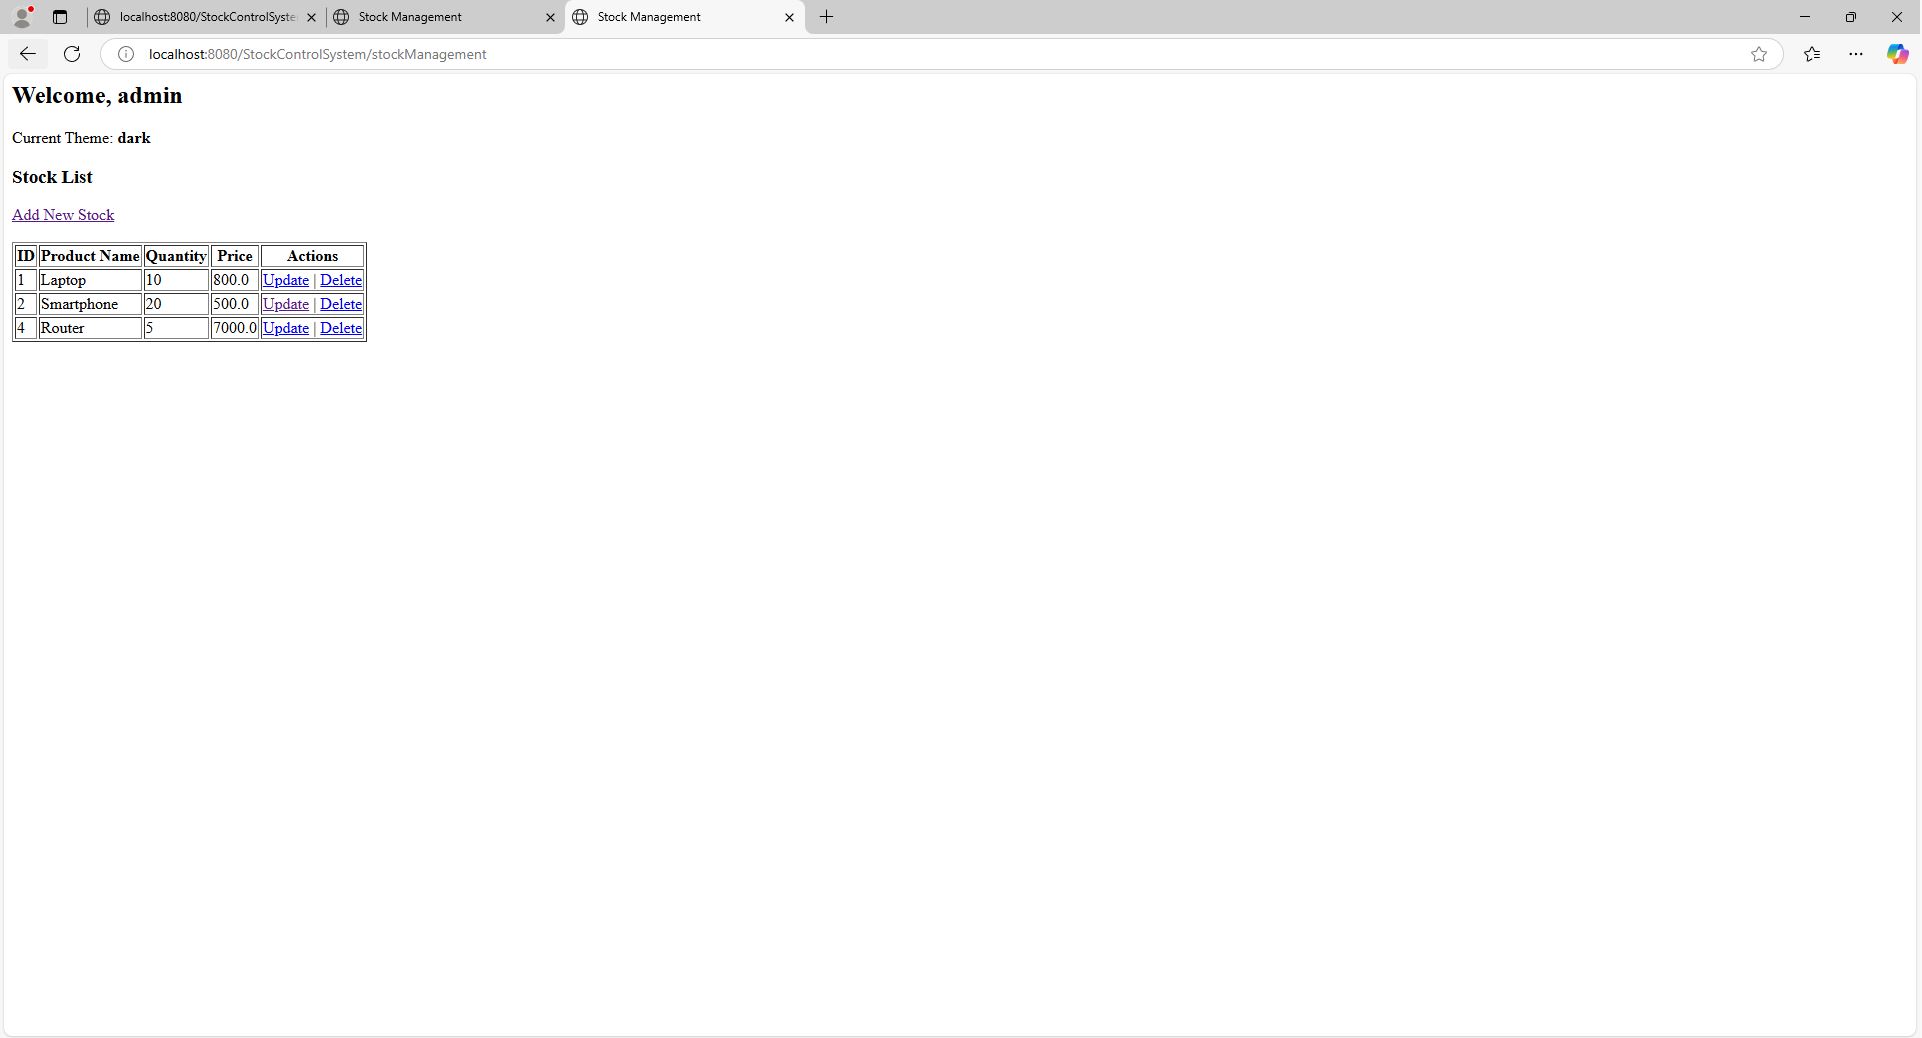 localhost:8080/StockControlSyste
Stock Management
Stock Management
localhost:8080/StockControlSystem/stockManagement
Welcome, admin
Current Theme: dark
Stock List
Add New Stock
ID Product Name Quantity Price Actions
1 Laptop 10 800.0 Update | Delete
2 Smartphone 20 500.0 Update | Delete
4 Router 5 7000.0 Update | Delete